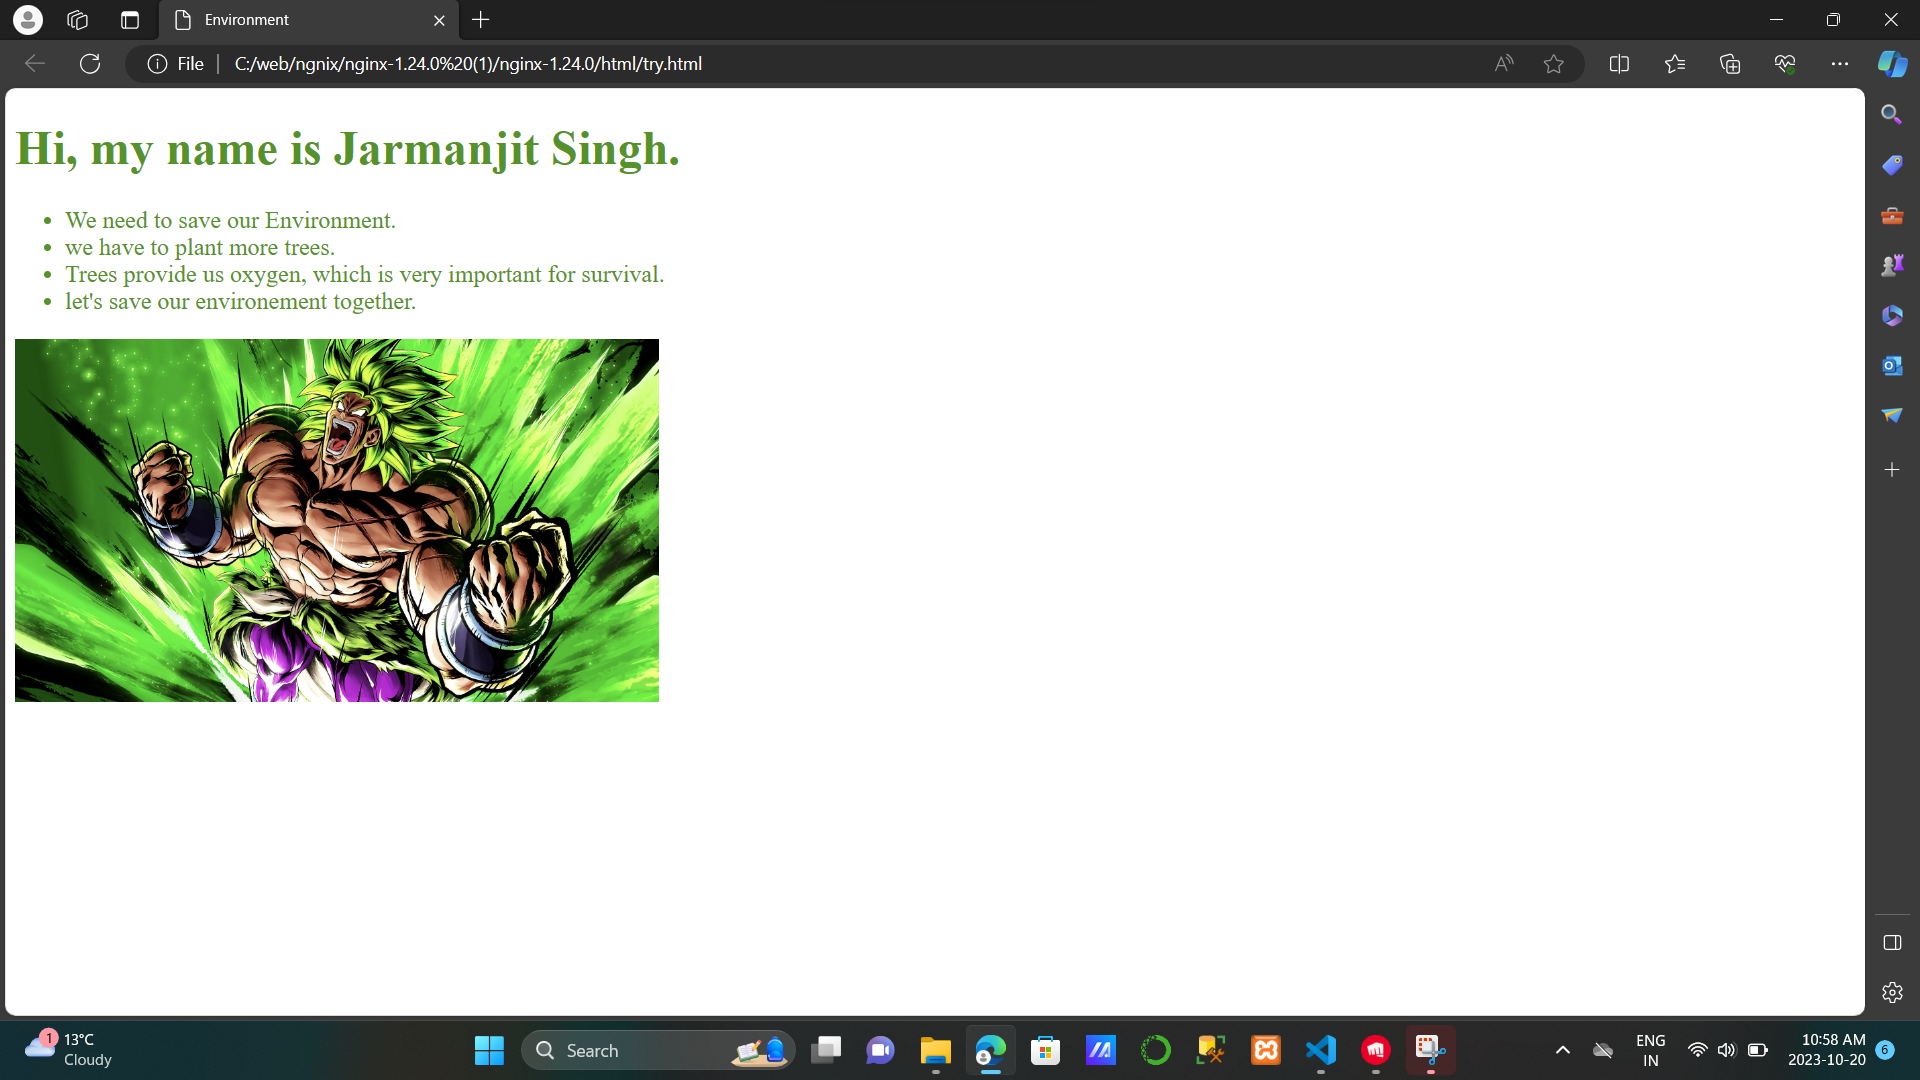 Environment
File
C:/web/ngnix/nginx-1.24.0%20(1)/nginx-1.24.0/html/try.html
Hi, my name is Jarmanjit Singh.
We need to save our Environment.
we have to plant more trees.
Trees provide us oxygen, which is very important for survival.
let's save our environement together.
1
13°C
Cloudy
Search
ENG
IN
10:58 AM
2023-10-20
6